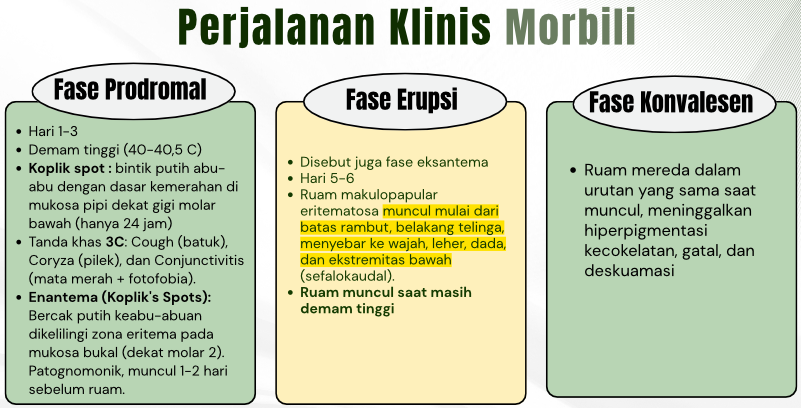 Perjalanan Klinis Morbili
Fase Prodromal
• Hari 1-3
• Demam tinggi (40-40,5 C)
• Koplik spot : bintik putih abu-
abu dengan dasar kemerahan di
mukosa pipi dekat gigi molar
bawah (hanya 24 jam)
• Tanda khas 3C: Cough (batuk),
Coryza (pilek), dan Conjunctivitis
(mata merah + fotofobia).
• Enantema (Koplik's Spots):
Bercak putih keabu-abuan
dikelilingi zona eritema pada
mukosa bukal (dekat molar 2).
Patognomonik, muncul 1-2 hari
sebelum ruam.
Fase Erupsi
• Disebut juga fase eksantema
• Hari 5-6
• Ruam makulopapular
eritematosa muncul mulai dari
batas rambut, belakang telinga,
menyebar ke wajah, leher, dada,
dan ekstremitas bawah
(sefalokaudal).
• Ruam muncul saat masih
demam tinggi
Fase Konvalesen
• Ruam mereda dalam
urutan yang sama saat
muncul, meninggalkan
hiperpigmentasi
kecokelatan, gatal, dan
deskuamasi